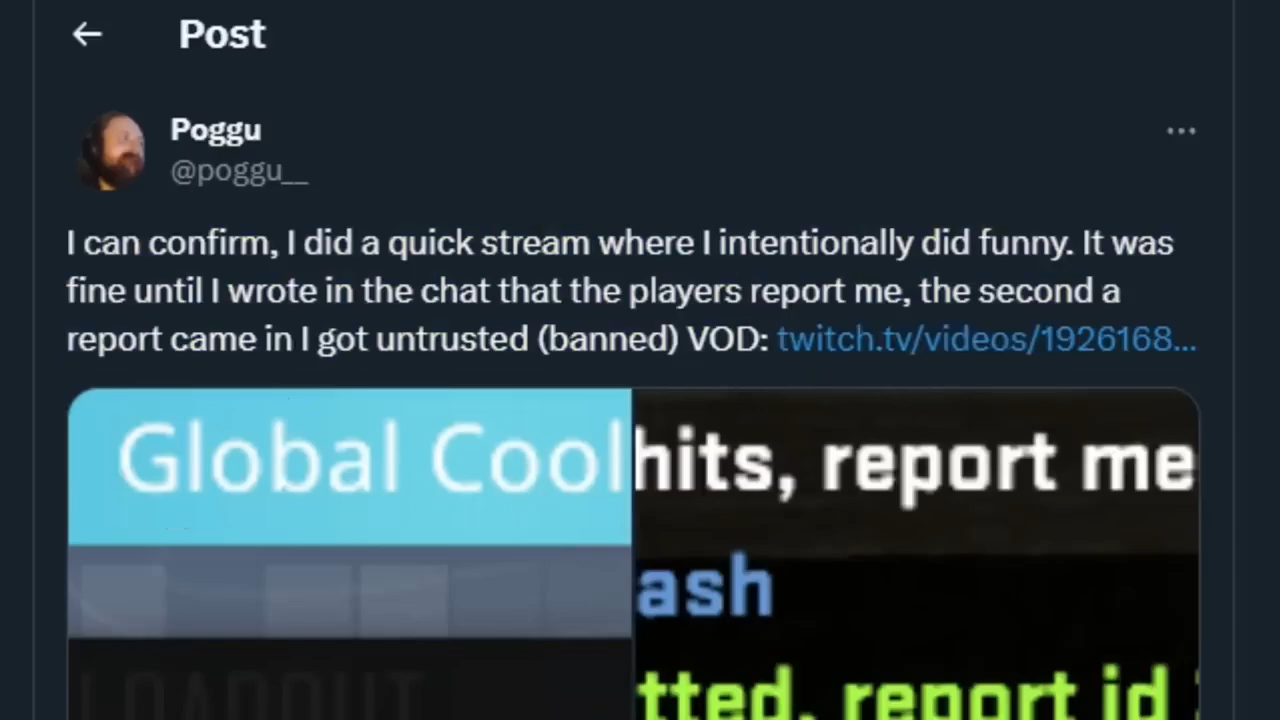 Post
Poggu
@poggu__
I can confirm, I did a quick stream where I intentionally did funny. It was
fine until I wrote in the chat that the players report me, the second a
report came in I got untrusted (banned) VOD: twitch.tv/videos/1926168...
Global Cool
hits, report me
ash
LOADOUT
tted, report id